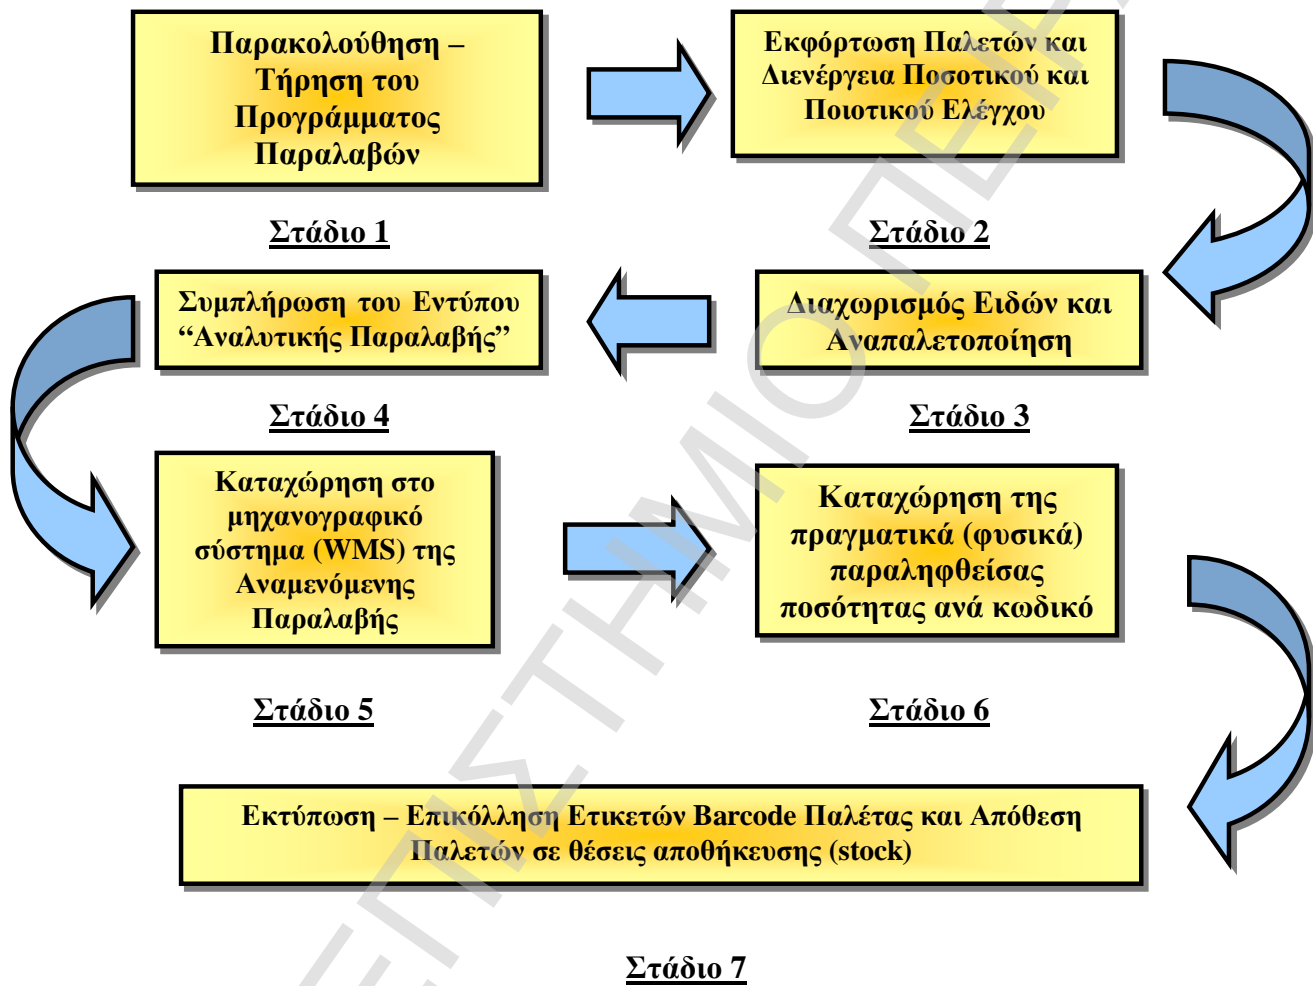 Παρακολούθηση –
Τήρηση του
Προγράμματος
Παραλαβών
Στάδιο 1
Εκφόρτωση Παλετών και
Διενέργεια Ποσοτικού και
Ποιοτικού Ελέγχου
Στάδιο 2
Διαχωρισμός Ειδών και
Αναπαλετοποίηση
Στάδιο 3
Συμπλήρωση του Εντύπου
“Αναλυτικής Παραλαβής”
Στάδιο 4
Καταχώρηση στο
μηχανογραφικό
σύστημα (WMS) της
Αναμενόμενης
Παραλαβής
Στάδιο 5
Καταχώρηση της
πραγματικά (φυσικά)
παραληφθείσας
ποσότητας ανά κωδικό
Στάδιο 6
Εκτύπωση – Επικόλληση Ετικετών Barcode Παλέτας και Απόθεση
Παλετών σε θέσεις αποθήκευσης (stock)
Στάδιο 7